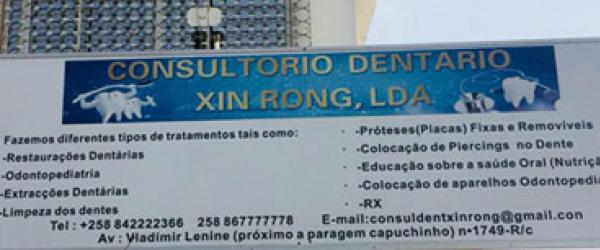 CONSULTORIO DENTARIO
XIN RONG, LDA
Fazemos diferentes tipos de tratamentos tais como:
-Restaurações Dentárias
-Odontopediatria
-Extracções Dentárias
-Limpeza dos dentes
· -Próteses(Placas) Fixas e Removiveis
· -Colocação de Piercings no Dente
· -Educação sobre a saúde Oral (Nutriçã
· -Colocação de aparelhos Odontopedia
· -RX
Tel : +258 842222366 258 867777778 E-mail:consuldentxinrong@gmail.con
Av : Vladimir Lenine (próximo a paragem capuchinho) nº1749-R/c